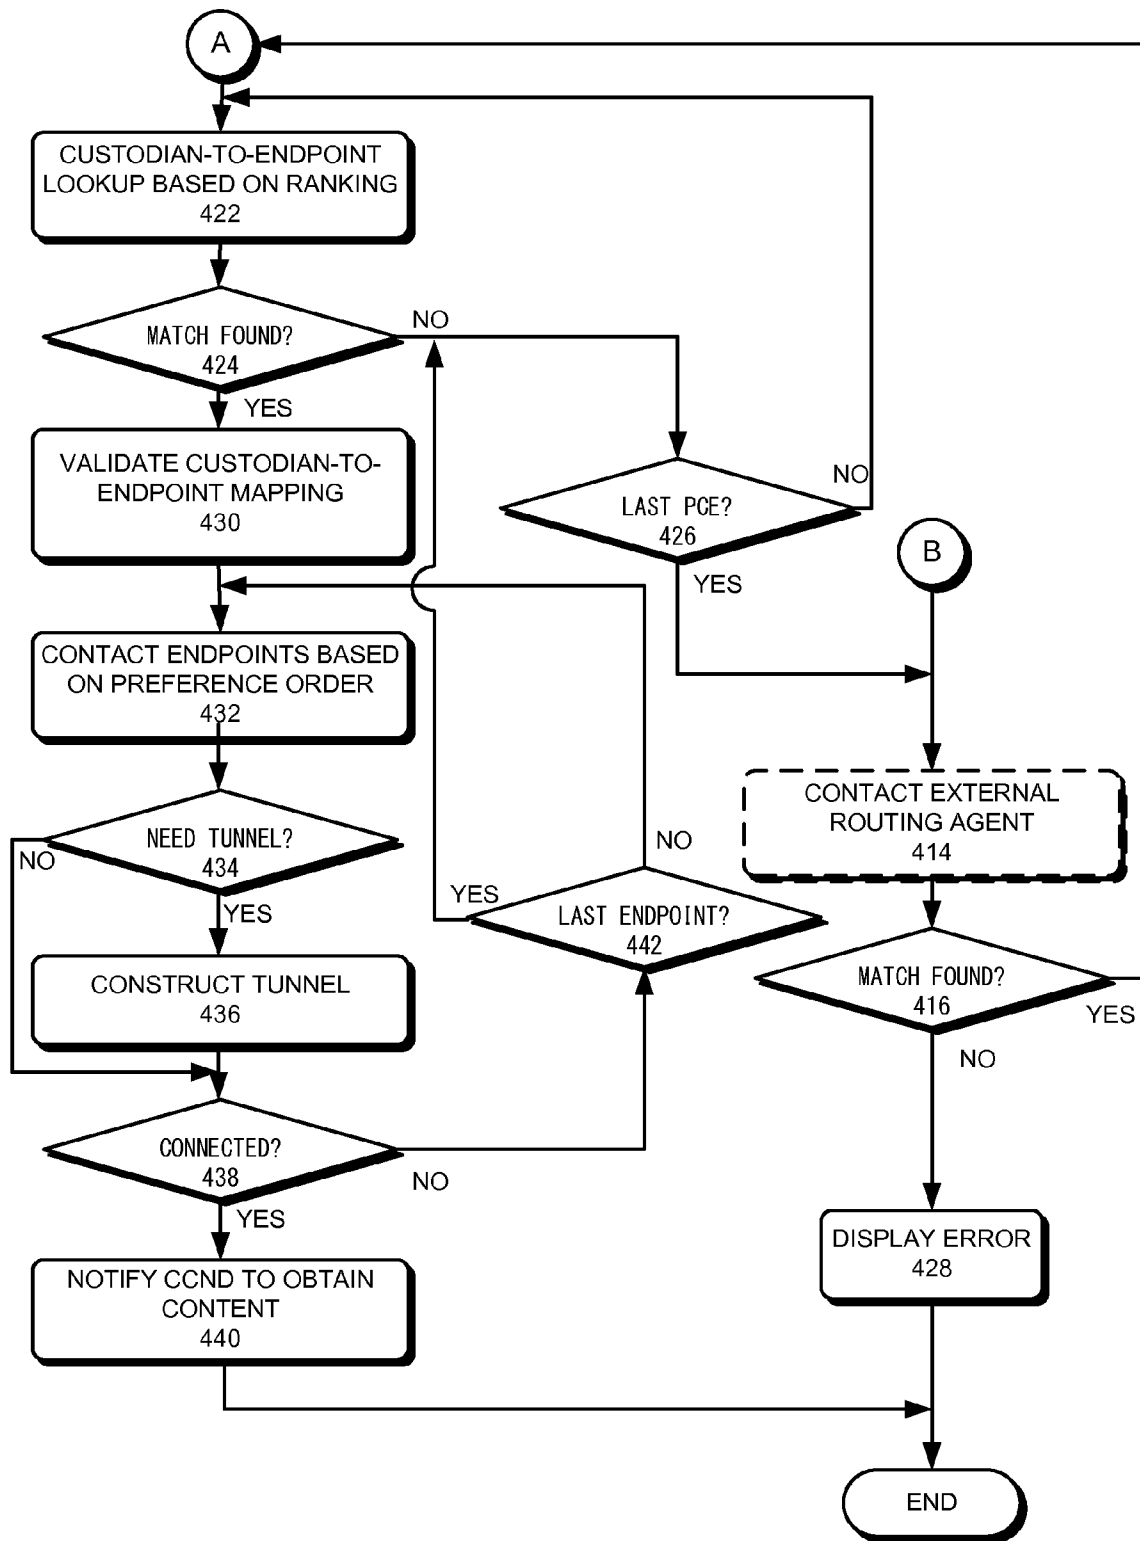 A
CUSTODIAN-TO-ENDPOINT
LOOKUP BASED ON RANKING
422
MATCH FOUND?
424
NO
YES
VALIDATE CUSTODIAN-TO-
ENDPOINT MAPPING
430
LAST PCE?
426
NO
YES
B
CONTACT ENDPOINTS BASED
ON PREFERENCE ORDER
432
NEED TUNNEL?
434
NO
YES
CONTACT EXTERNAL
ROUTING AGENT
414
NO
YES
LAST ENDPOINT?
442
CONSTRUCT TUNNEL
436
MATCH FOUND?
416
YES
NO
CONNECTED?
438
NO
YES
DISPLAY ERROR
428
NOTIFY CCND TO OBTAIN
CONTENT
440
END